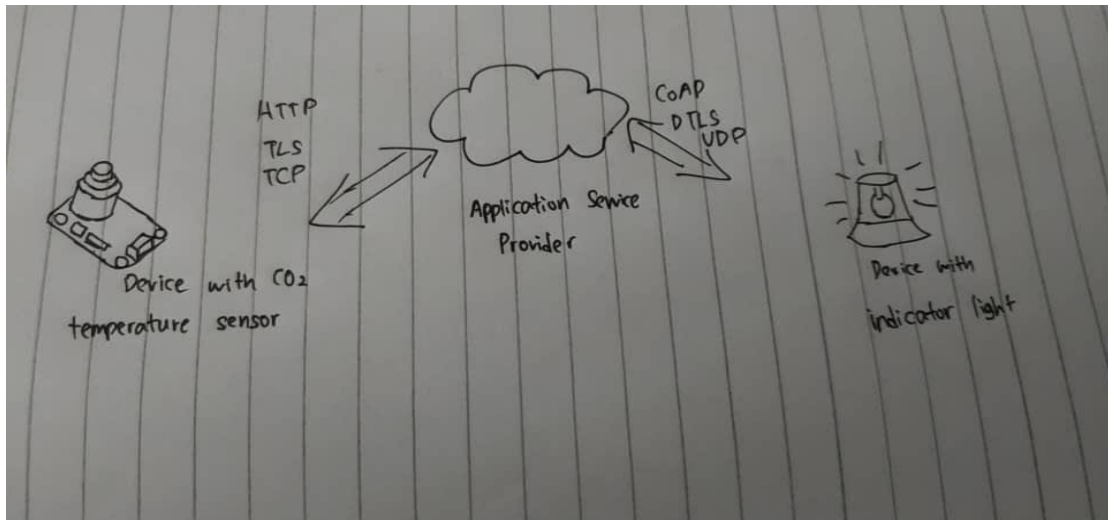 HTTP
TLS
TCP
CoAP
DTLS
UDP
Application Service
Provider
Device with CO2
temperature sensor
Device with
indicator light